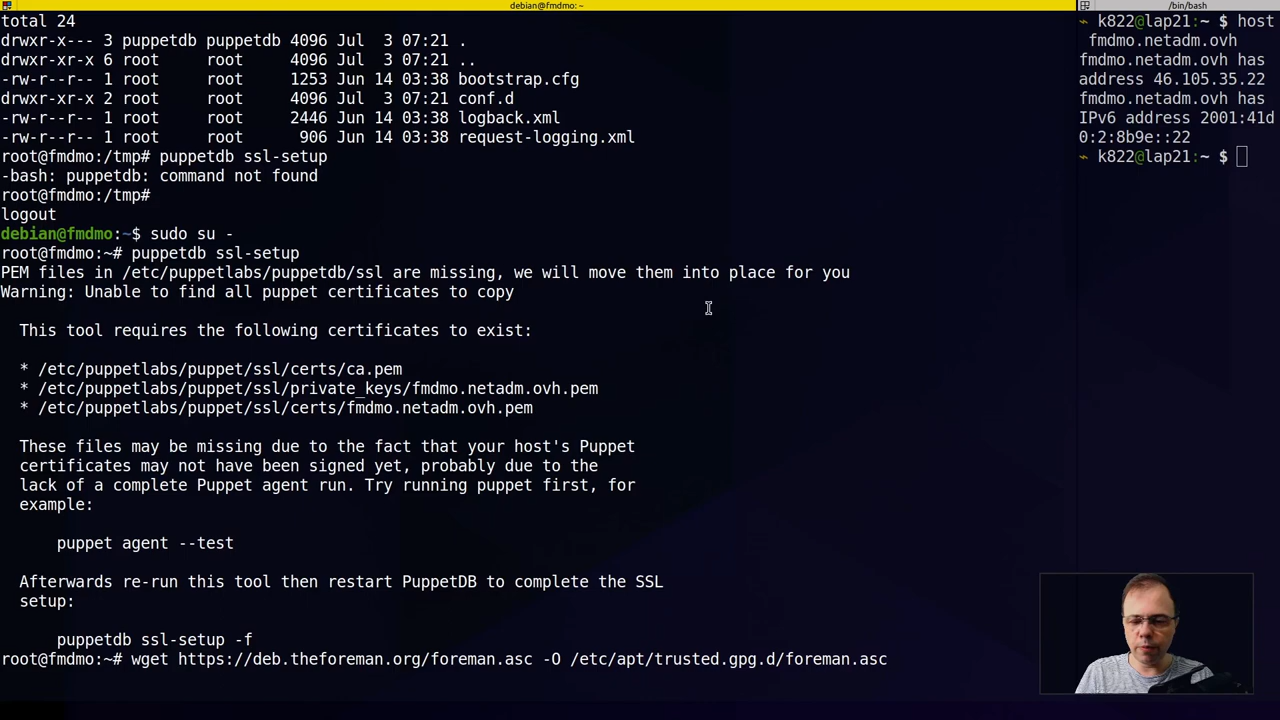 debian@fmdmo: ~
total 24
drwxr-x--- 3 puppetdb puppetdb 4096 Jul  3 07:21 .
drwxr-xr-x 6 root     root     4096 Jul  3 07:21 ..
-rw-r--r-- 1 root     root     1253 Jun 14 03:38 bootstrap.cfg
drwxr-xr-x 2 root     root     4096 Jul  3 07:21 conf.d
-rw-r--r-- 1 root     root     2446 Jun 14 03:38 logback.xml
-rw-r--r-- 1 root     root      906 Jun 14 03:38 request-logging.xml
root@fmdmo:/tmp# puppetdb ssl-setup
-bash: puppetdb: command not found
root@fmdmo:/tmp#
logout
debian@fmdmo:~$ sudo su -
root@fmdmo:~# puppetdb ssl-setup
PEM files in /etc/puppetlabs/puppetdb/ssl are missing, we will move them into place for you
Warning: Unable to find all puppet certificates to copy
This tool requires the following certificates to exist:
* /etc/puppetlabs/puppet/ssl/certs/ca.pem
* /etc/puppetlabs/puppet/ssl/private_keys/fmdmo.netadm.ovh.pem
* /etc/puppetlabs/puppet/ssl/certs/fmdmo.netadm.ovh.pem
These files may be missing due to the fact that your host's Puppet
certificates may not have been signed yet, probably due to the
lack of a complete Puppet agent run. Try running puppet first, for
example:
puppet agent --test
Afterwards re-run this tool then restart PuppetDB to complete the SSL
setup:
puppetdb ssl-setup -f
root@fmdmo:~# wget https://deb.theforeman.org/foreman.asc -O /etc/apt/trusted.gpg.d/foreman.asc
/bin/bash
k822@lap21:~ $ host
fmdmo.netadm.ovh
fmdmo.netadm.ovh has
address 46.105.35.22
fmdmo.netadm.ovh has
IPv6 address 2001:41d
0:2:8b9e::22
k822@lap21:~ $